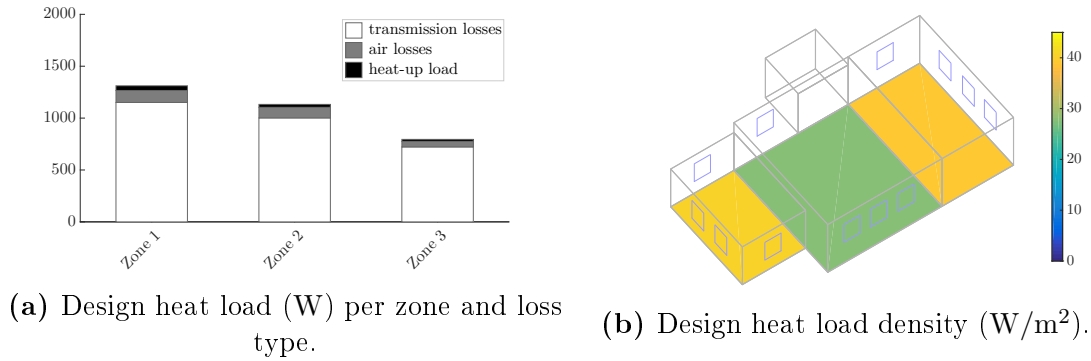 2000
1500
1000
500
0
transmission losses
air losses
heat-up load
Zone 1
Zone 2
Zone 3
(a) Design heat load (W) per zone and loss
type.
40
30
20
10
0
(b) Design heat load density (W/m²).